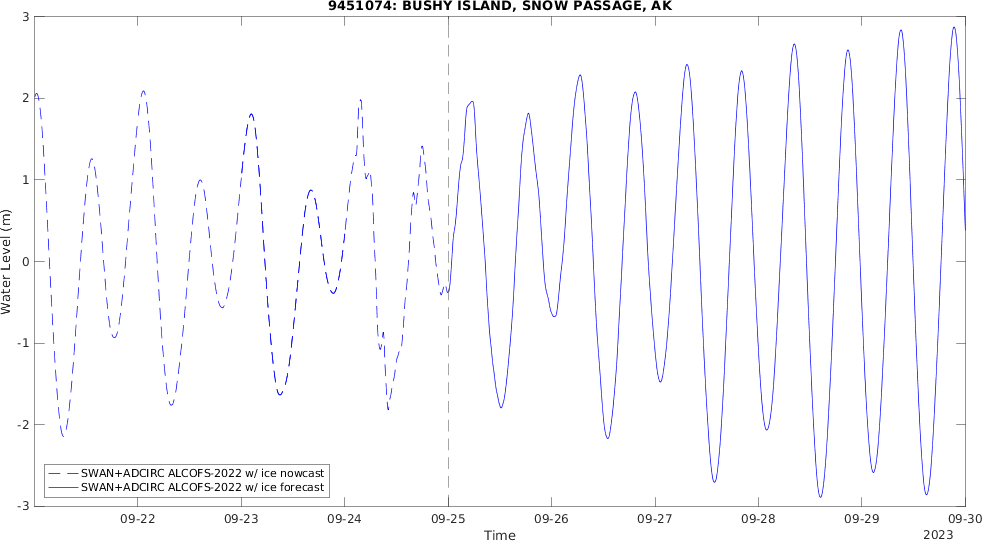 9451074: BUSHY ISLAND, SNOW PASSAGE, AK
Water Level (m)
3
2
1
0
-1
-2
-3
SWAN+ADCIRC ALCOFS-2022 w/ ice nowcast
SWAN+ADCIRC ALCOFS-2022 w/ ice forecast
09-22 09-23 09-24 09-25 09-26 09-27 09-28 09-29 09-30
Time
2023